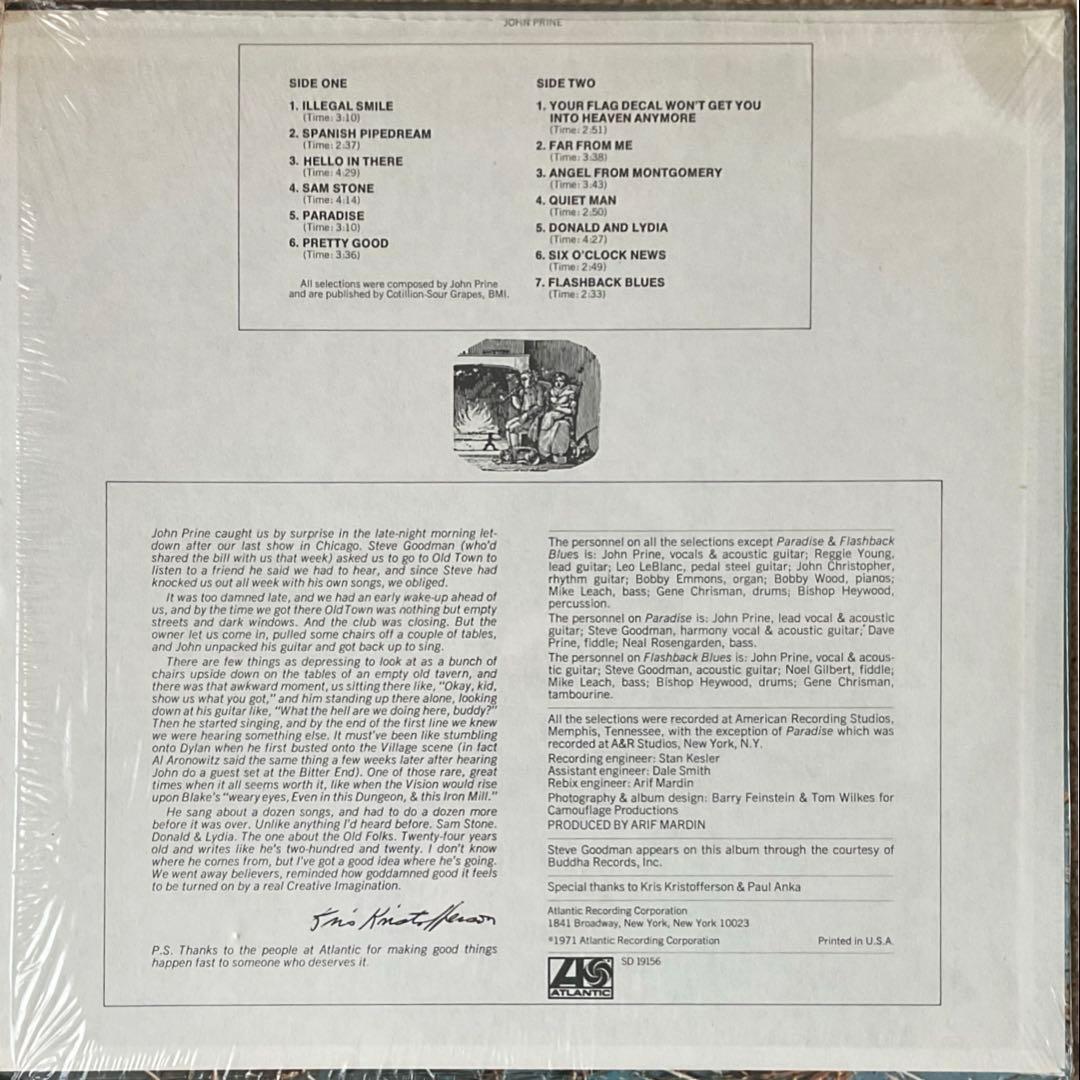 JOHN PRINE
SIDE ONE
1. ILLEGAL SMILE
(Time: 3:10)
2. SPANISH PIPEDREAM
(Time: 2:37)
3. HELLO IN THERE
(Time: 4:29)
4. SAM STONE
(Time: 4:14)
5. PARADISE
(Time: 3:10)
6. PRETTY GOOD
(Time: 3:36)
All selections were composed by John Prine
and are published by Cotillion-Sour Grapes, BMI.
SIDE TWO
1. YOUR FLAG DECAL WON'T GET YOU
INTO HEAVEN ANYMORE
(Time: 2:51)
2. FAR FROM ME
(Time: 3:38)
3. ANGEL FROM MONTGOMERY
(Time: 3:43)
4. QUIET MAN
(Time: 2:50)
5. DONALD AND LYDIA
(Time: 4:27)
6. SIX O'CLOCK NEWS
(Time: 2:49)
7. FLASHBACK BLUES
(Time: 2:33)
John Prine caught us by surprise in the late-night morning let-
down after our last show in Chicago. Steve Goodman (who'd
shared the bill with us that week) asked us to go to Old Town to
listen to a friend he said we had to hear, and since Steve had
knocked us out all week with his own songs, we obliged.
It was too damned late, and we had an early wake-up ahead of
us, and by the time we got there Old Town was nothing but empty
streets and dark windows. And the club was closing. But the
owner let us come in, pulled some chairs off a couple of tables,
and John unpacked his guitar and got back up to sing.
There are few things as depressing to look at as a bunch of
chairs upside down on the tables of an empty old tavern, and
there was that awkward moment, us sitting there like, "Okay, kid,
show us what you got," and him standing up there alone, looking
down at his guitar like, "What the hell are we doing here, buddy?"
Then he started singing, and by the end of the first line we knew
we were hearing something else. It must've been like stumbling
onto Dylan when he first busted onto the Village scene (in fact
Al Aronowitz said the same thing a few weeks later after hearing
John do a guest set at the Bitter End). One of those rare, great
times when it all seems worth it, like when the Vision would rise
upon Blake's "weary eyes, Even in this Dungeon, & this Iron Mill."
He sang about a dozen songs, and had to do a dozen more
before it was over. Unlike anything I'd heard before. Sam Stone.
Donald & Lydia. The one about the Old Folks. Twenty-four years
old and writes like he's two-hundred and twenty. I don't know
where he comes from, but I've got a good idea where he's going.
We went away believers, reminded how goddamned good it feels
to be turned on by a real Creative Imagination.
Kris Kristofferson
P.S. Thanks to the people at Atlantic for making good things
happen fast to someone who deserves it.
The personnel on all the selections except Paradise & Flashback
Blues is: John Prine, vocals & acoustic guitar; Reggie Young,
lead guitar; Leo LeBlanc, pedal steel guitar; John Christopher,
rhythm guitar; Bobby Emmons, organ; Bobby Wood, pianos;
Mike Leach, bass; Gene Chrisman, drums; Bishop Heywood,
percussion.
The personnel on Paradise is: John Prine, lead vocal & acoustic
guitar; Steve Goodman, harmony vocal & acoustic guitar; Dave
Prine, fiddle; Neal Rosengarden, bass.
The personnel on Flashback Blues is: John Prine, vocal & acous-
tic guitar; Steve Goodman, acoustic guitar; Noel Gilbert, fiddle;
Mike Leach, bass; Bishop Heywood, drums; Gene Chrisman,
tambourine.
All the selections were recorded at American Recording Studios,
Memphis, Tennessee, with the exception of Paradise which was
recorded at A&R Studios, New York, N.Y.
Recording engineer: Stan Kesler
Assistant engineer: Dale Smith
Rebix engineer: Arif Mardin
Photography & album design: Barry Feinstein & Tom Wilkes for
Camouflage Productions
PRODUCED BY ARIF MARDIN
Steve Goodman appears on this album through the courtesy of
Buddha Records, Inc.
Special thanks to Kris Kristofferson & Paul Anka
Atlantic Recording Corporation
1841 Broadway, New York, New York 10023
℗1971 Atlantic Recording Corporation Printed in U.S.A.
ATLANTIC
SD 19156